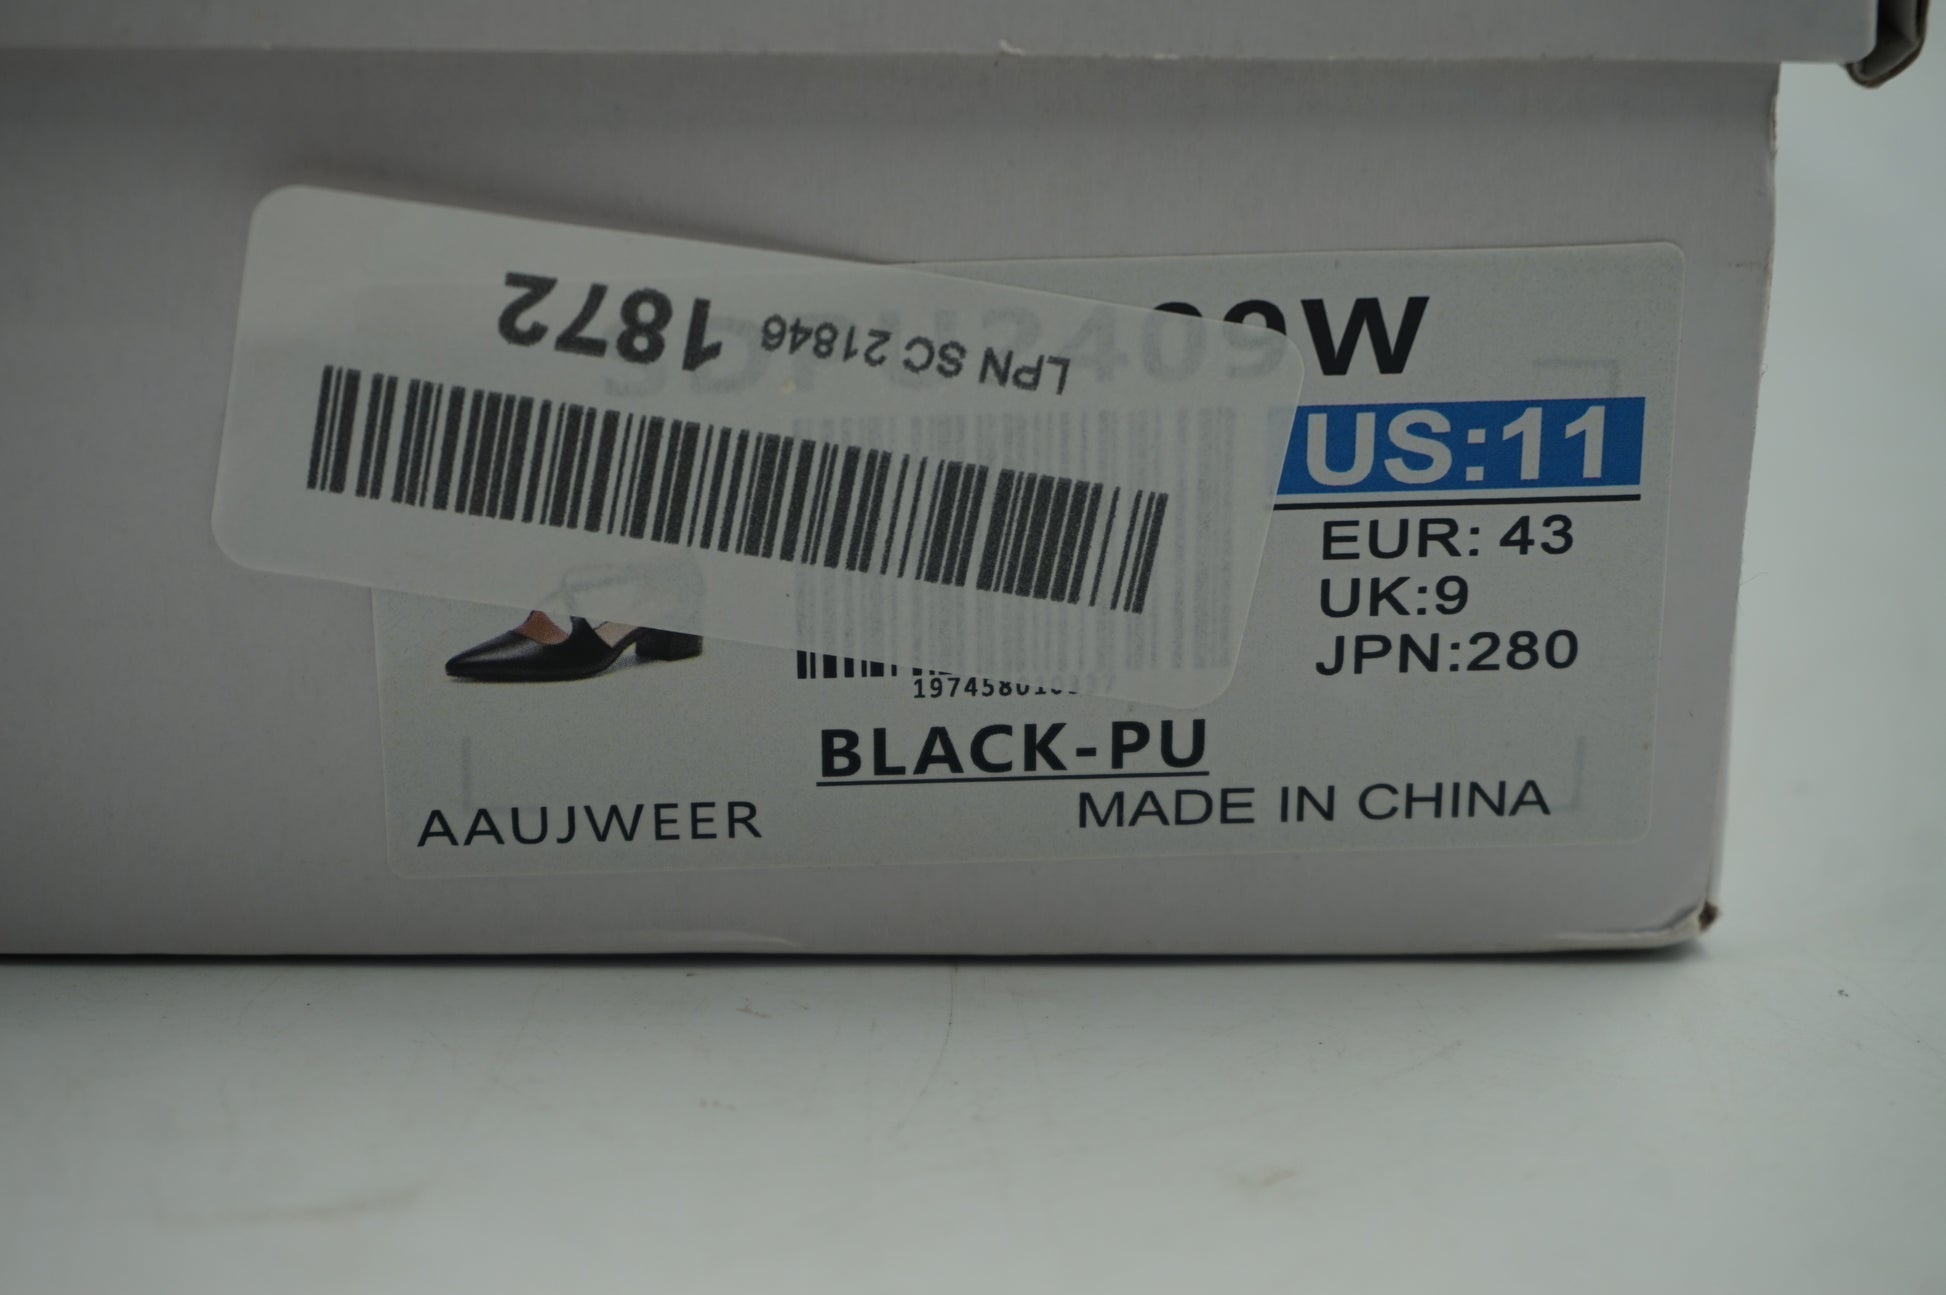 LPN SC 21846 1872
US:11
EUR: 43
UK:9
JPN:280
BLACK-PU
AAUJWEER
MADE IN CHINA